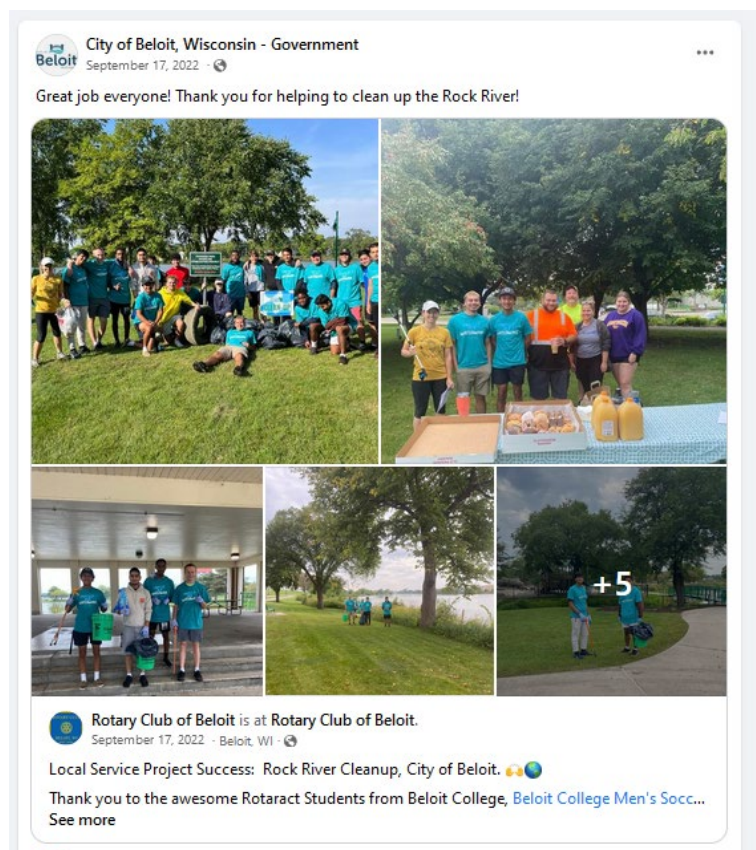 Beloit
City of Beloit, Wisconsin - Government
September 17, 2022 ·
Great job everyone! Thank you for helping to clean up the Rock River!
+5
Rotary Club of Beloit is at Rotary Club of Beloit.
September 17, 2022 · Beloit, WI ·
Local Service Project Success: Rock River Cleanup, City of Beloit. 🙌🌎
Thank you to the awesome Rotaract Students from Beloit College, Beloit College Men's Socc...
See more